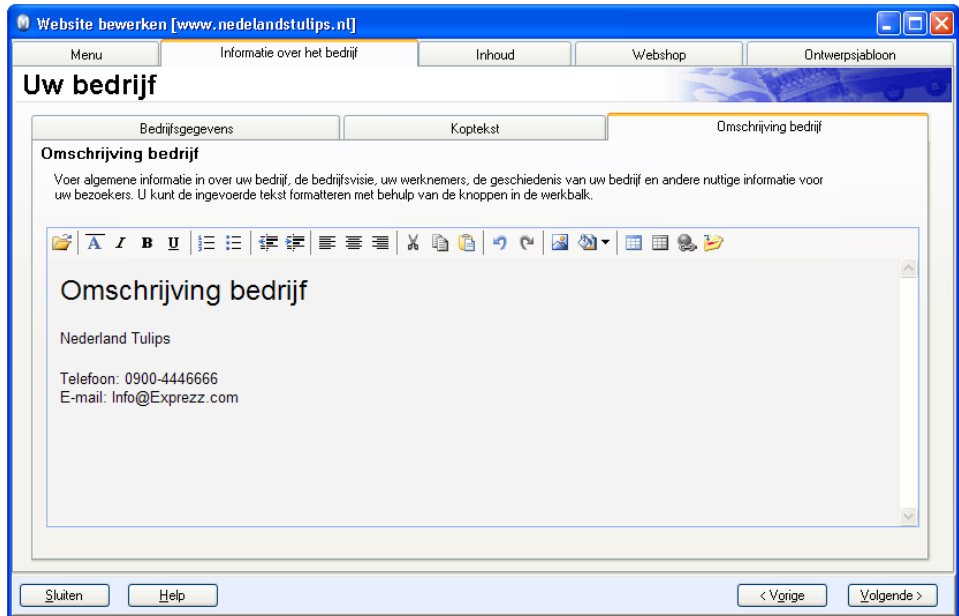 Website bewerken [www.nedelandstulips.nl]
Menu Informatie over het bedrijf Inhoud Webshop Ontwerpsjabloon
Uw bedrijf
Bedrijfsgegevens Koptekst Omschrijving bedrijf
Omschrijving bedrijf
Voer algemene informatie in over uw bedrijf, de bedrijfsvisie, uw werknemers, de geschiedenis van uw bedrijf en andere nuttige informatie voor
uw bezoekers. U kunt de ingevoerde tekst formatteren met behulp van de knoppen in de werkbalk.
A I B U
Omschrijving bedrijf
Nederland Tulips
Telefoon: 0900-4446666
E-mail: Info@Exprezz.com
Sluiten Help < Vorige Volgende >